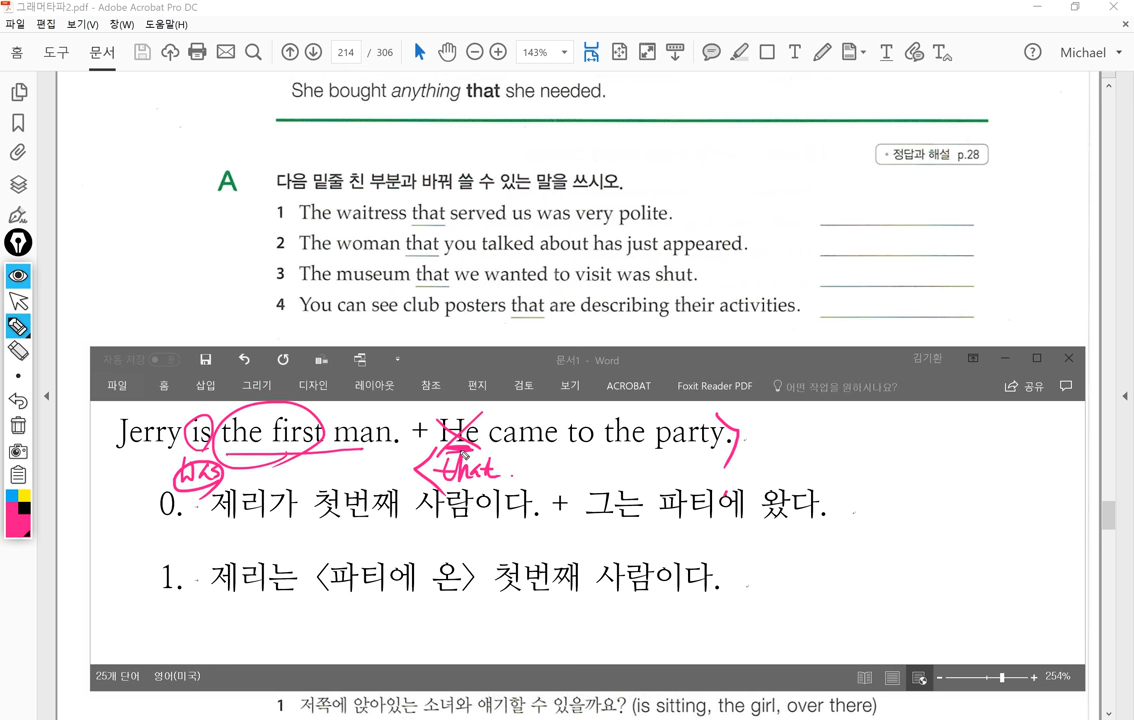 그래머타파2.pdf - Adobe Acrobat Pro DC
파일 편집 보기(V) 창(W) 도움말(H)
홈 도구 문서 214 / 306 143% Michael
She bought anything that she needed.
• 정답과 해설 p.28
A 다음 밑줄 친 부분과 바꿔 쓸 수 있는 말을 쓰시오.
1 The waitress that served us was very polite.
2 The woman that you talked about has just appeared.
3 The museum that we wanted to visit was shut.
4 You can see club posters that are describing their activities.
자동 저장 문서1 - Word 김기환
파일 홈 삽입 그리기 디자인 레이아웃 참조 편지 검토 보기 ACROBAT Foxit Reader PDF 어떤 작업을 원하시나요? 공유
Jerry is the first man. + He came to the party.
was that
0. 제리가 첫번째 사람이다. + 그는 파티에 왔다.
1. 제리는 〈파티에 온〉 첫번째 사람이다.
25개 단어 영어(미국) 254%
1 저쪽에 앉아있는 소녀와 얘기할 수 있을까요? (is sitting, the girl, over there)